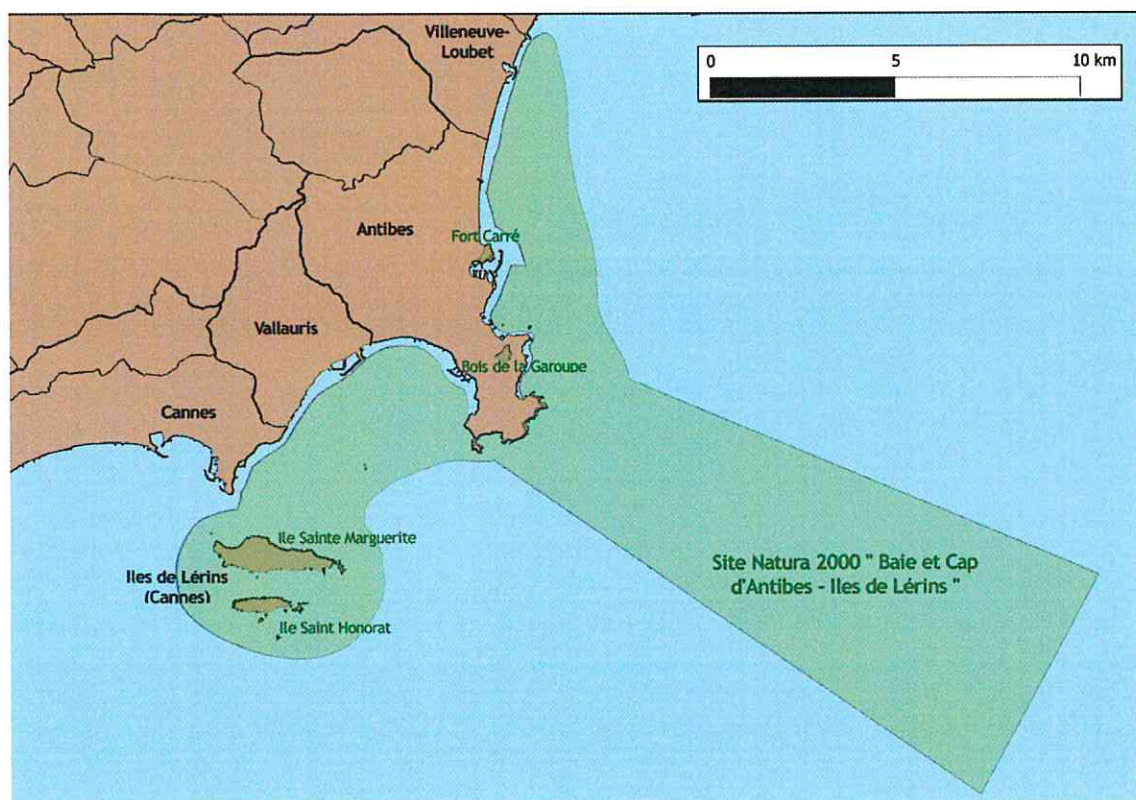 Villeneuve-
Loubet
0 5 10 km
Antibes
Fort Carré
Vallauris
Bois de la Garoupe
Cannes
Ile Sainte Marguerite
Iles de Lérins
(Cannes)
Ile Saint Honorat
Site Natura 2000 " Baie et Cap
d'Antibes - Iles de Lérins "